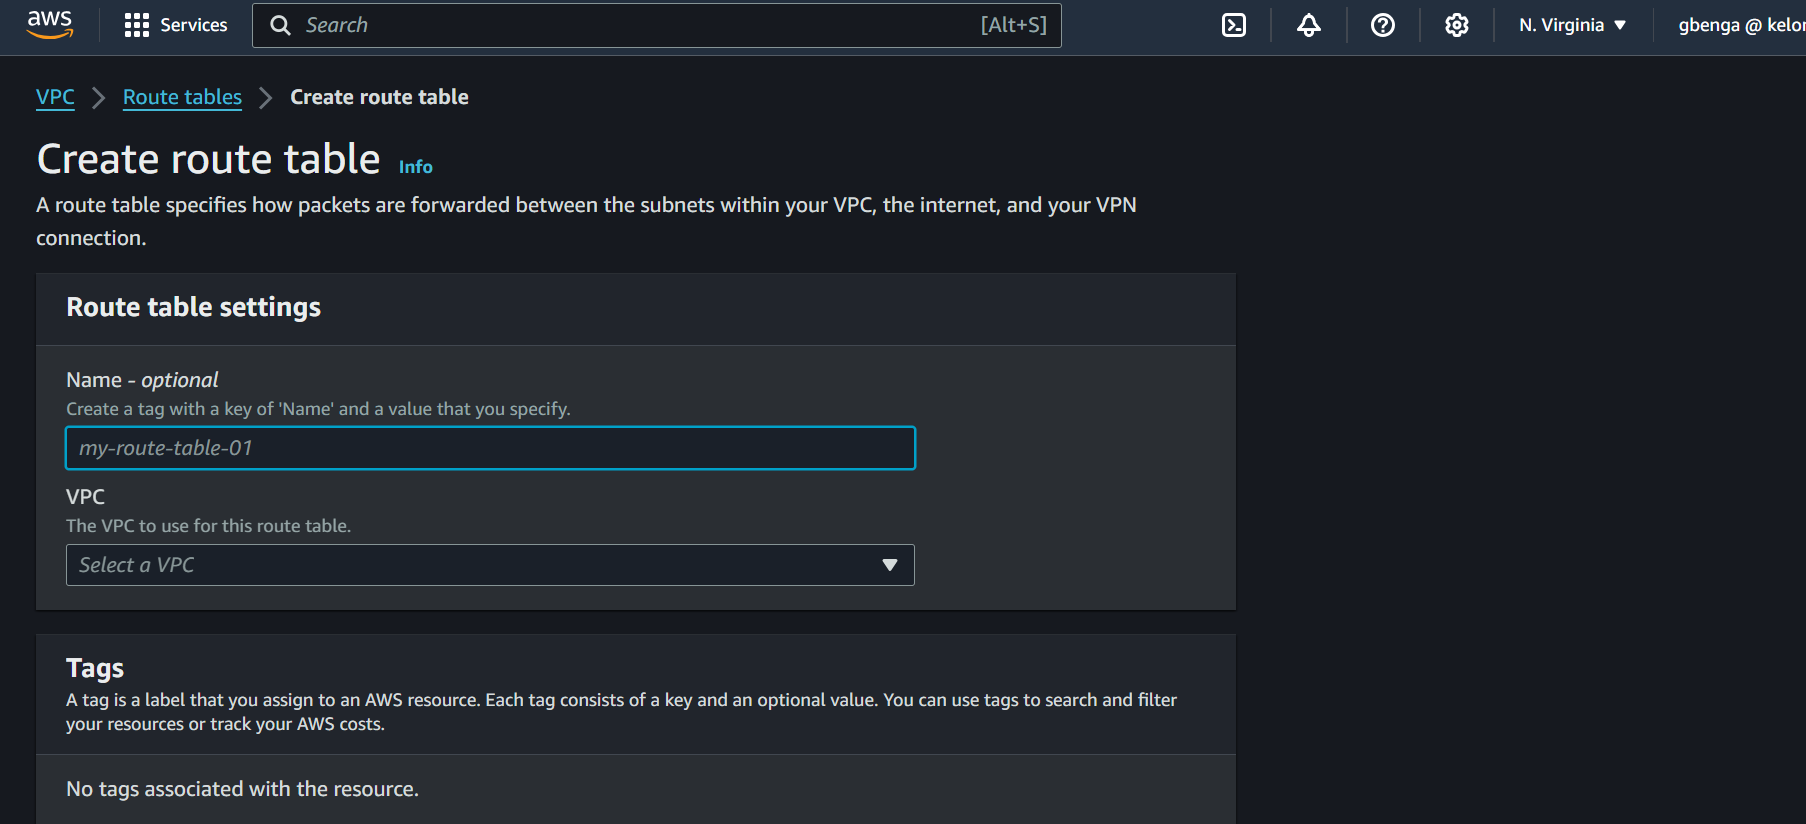 aws
Services
Search [Alt+S]
N. Virginia
gbenga @ kelor
VPC > Route tables > Create route table
Create route table Info
A route table specifies how packets are forwarded between the subnets within your VPC, the internet, and your VPN
connection.
Route table settings
Name - optional
Create a tag with a key of 'Name' and a value that you specify.
my-route-table-01
VPC
The VPC to use for this route table.
Select a VPC
Tags
A tag is a label that you assign to an AWS resource. Each tag consists of a key and an optional value. You can use tags to search and filter
your resources or track your AWS costs.
No tags associated with the resource.